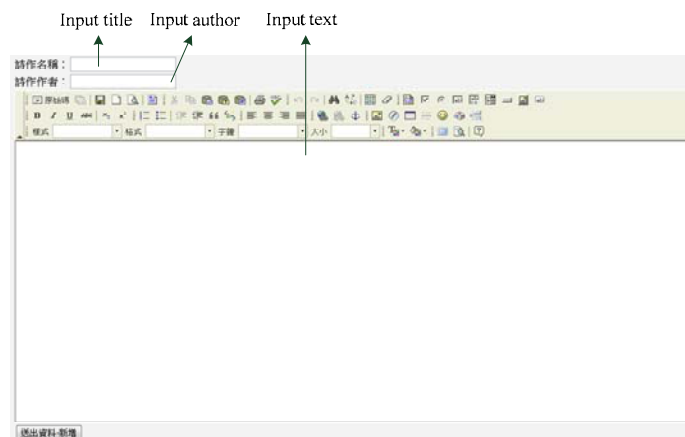 Input title Input author Input text
詩作名稱：
詩作作者：
原始碼
B I U ABC
樣式 格式 字體 大小
送出資料-新增